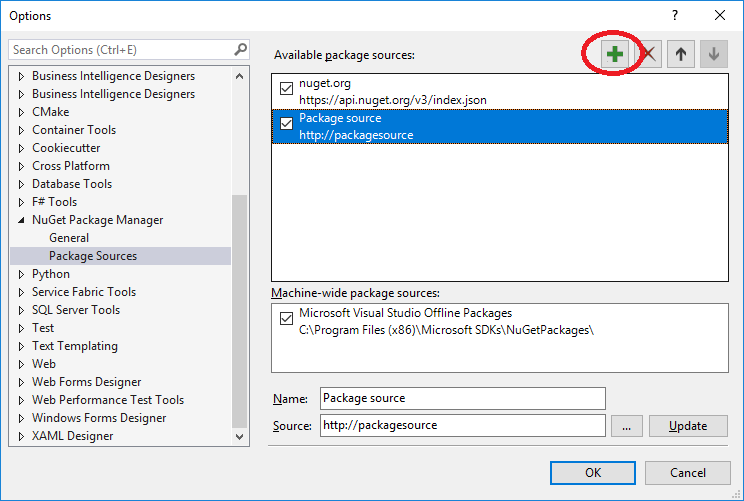 Options
?
Search Options (Ctrl+E)
Business Intelligence Designers
Business Intelligence Designers
CMake
Container Tools
Cookiecutter
Cross Platform
Database Tools
F# Tools
NuGet Package Manager
General
Package Sources
Python
Service Fabric Tools
SQL Server Tools
Test
Text Templating
Web
Web Forms Designer
Web Performance Test Tools
Windows Forms Designer
XAML Designer
Available package sources:
nuget.org
https://api.nuget.org/v3/index.json
Package source
http://packagesource
Machine-wide package sources:
Microsoft Visual Studio Offline Packages
C:\Program Files (x86)\Microsoft SDKs\NuGetPackages\
Name: Package source
Source: http://packagesource ... Update
OK Cancel